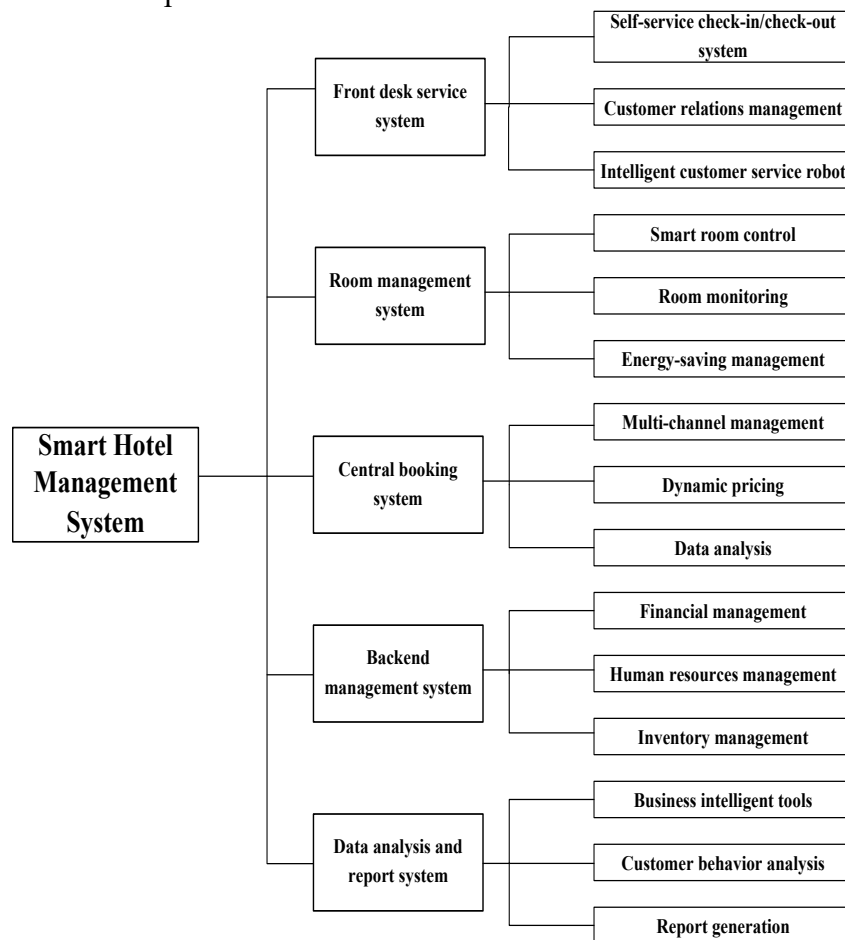 Self-service check-in/check-out
system
Front desk service
system
Customer relations management
Intelligent customer service robot
Smart room control
Room management
system
Room monitoring
Energy-saving management
Smart Hotel
Management
System
Multi-channel management
Central booking
system
Dynamic pricing
Data analysis
Financial management
Backend
management system
Human resources management
Inventory management
Business intelligent tools
Data analysis and
report system
Customer behavior analysis
Report generation